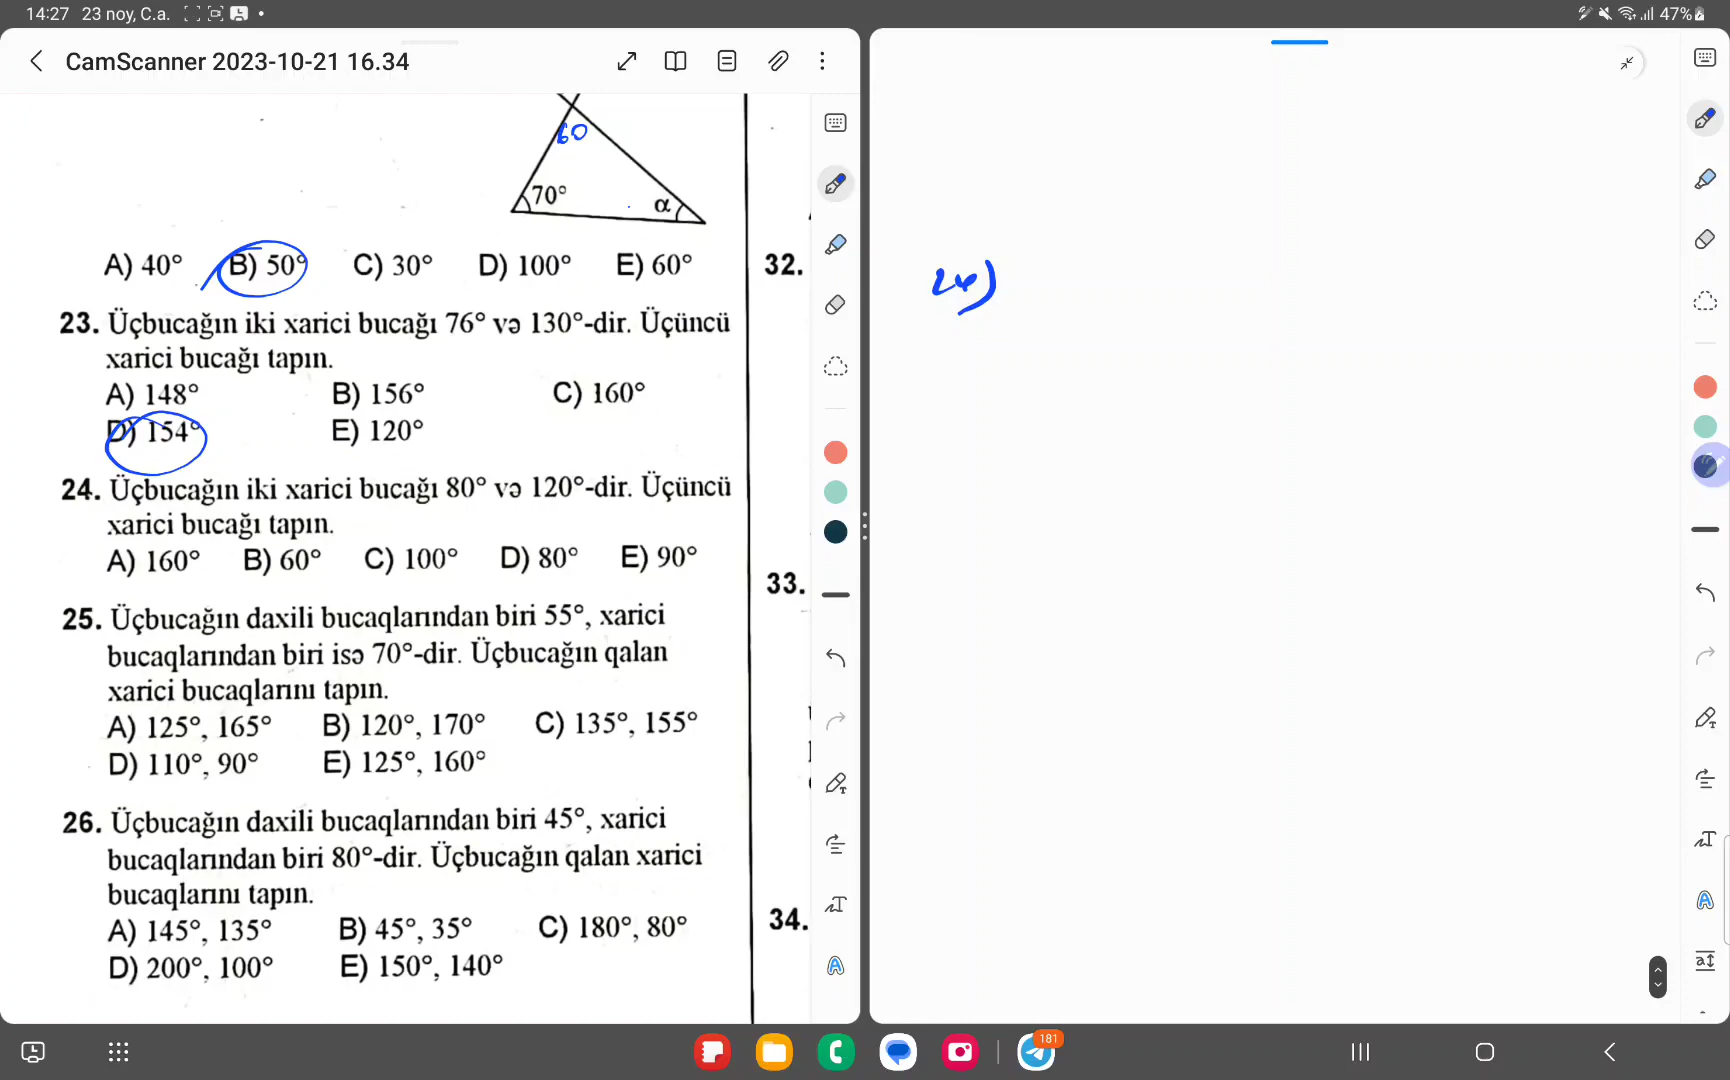 14:27 23 noy, C.a.
47%
CamScanner 2023-10-21 16.34
60
70° α
A) 40° B) 50° C) 30° D) 100° E) 60°
32.
23. Üçbucağın iki xarici bucağı 76° və 130°-dir. Üçüncü
xarici bucağı tapın.
A) 148° B) 156° C) 160°
D) 154° E) 120°
24. Üçbucağın iki xarici bucağı 80° və 120°-dir. Üçüncü
xarici bucağı tapın.
A) 160° B) 60° C) 100° D) 80° E) 90°
33.
25. Üçbucağın daxili bucaqlarından biri 55°, xarici
bucaqlarından biri isə 70°-dir. Üçbucağın qalan
xarici bucaqlarını tapın.
A) 125°, 165° B) 120°, 170° C) 135°, 155°
D) 110°, 90° E) 125°, 160°
26. Üçbucağın daxili bucaqlarından biri 45°, xarici
bucaqlarından biri 80°-dir. Üçbucağın qalan xarici
bucaqlarını tapın.
A) 145°, 135° B) 45°, 35° C) 180°, 80°
34.
D) 200°, 100° E) 150°, 140°
24)
181